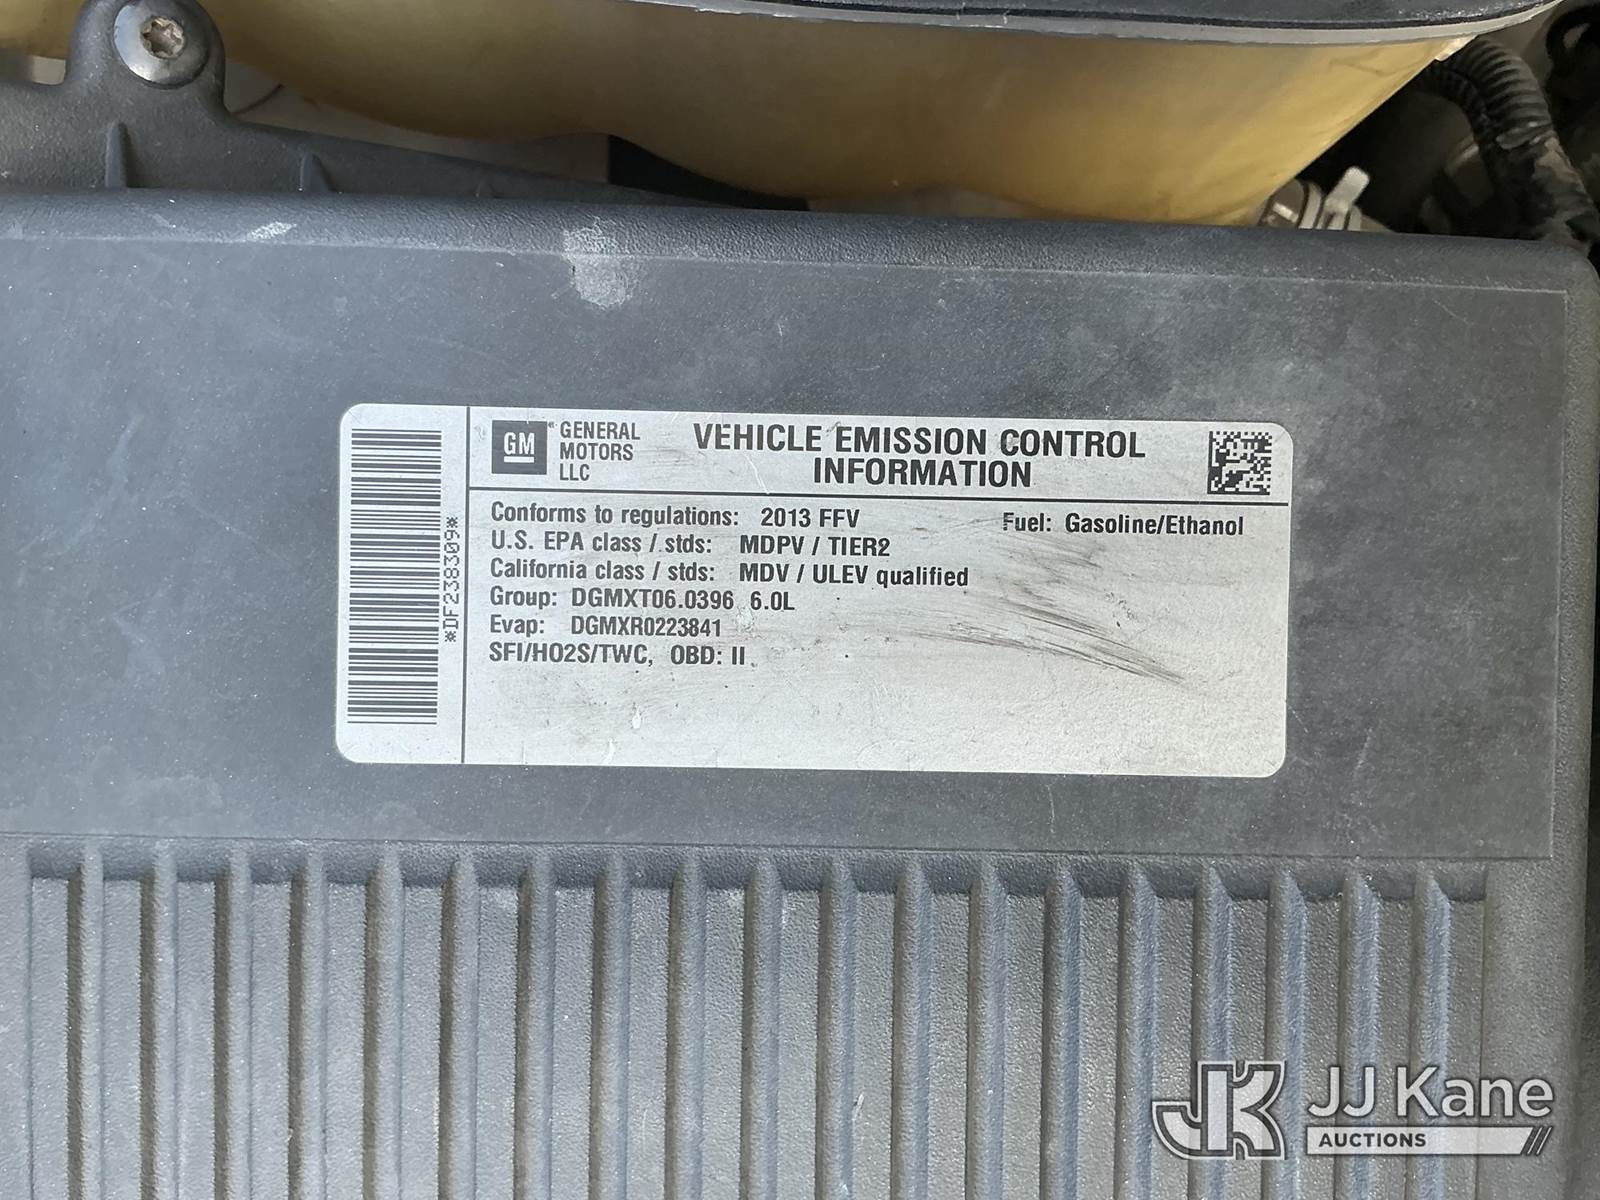 GM
GENERAL
MOTORS
LLC
VEHICLE EMISSION CONTROL
INFORMATION
Conforms to regulations: 2013 FFV
Fuel: Gasoline/Ethanol
U.S. EPA class / stds: MDPV / TIER2
California class / stds: MDV / ULEV qualified
Group: DGMXT06.0396 6.0L
Evap: DGMXR0223841
SFI/HO2S/TWC, OBD: II
*DF238309*
JK
JJ Kane
AUCTIONS